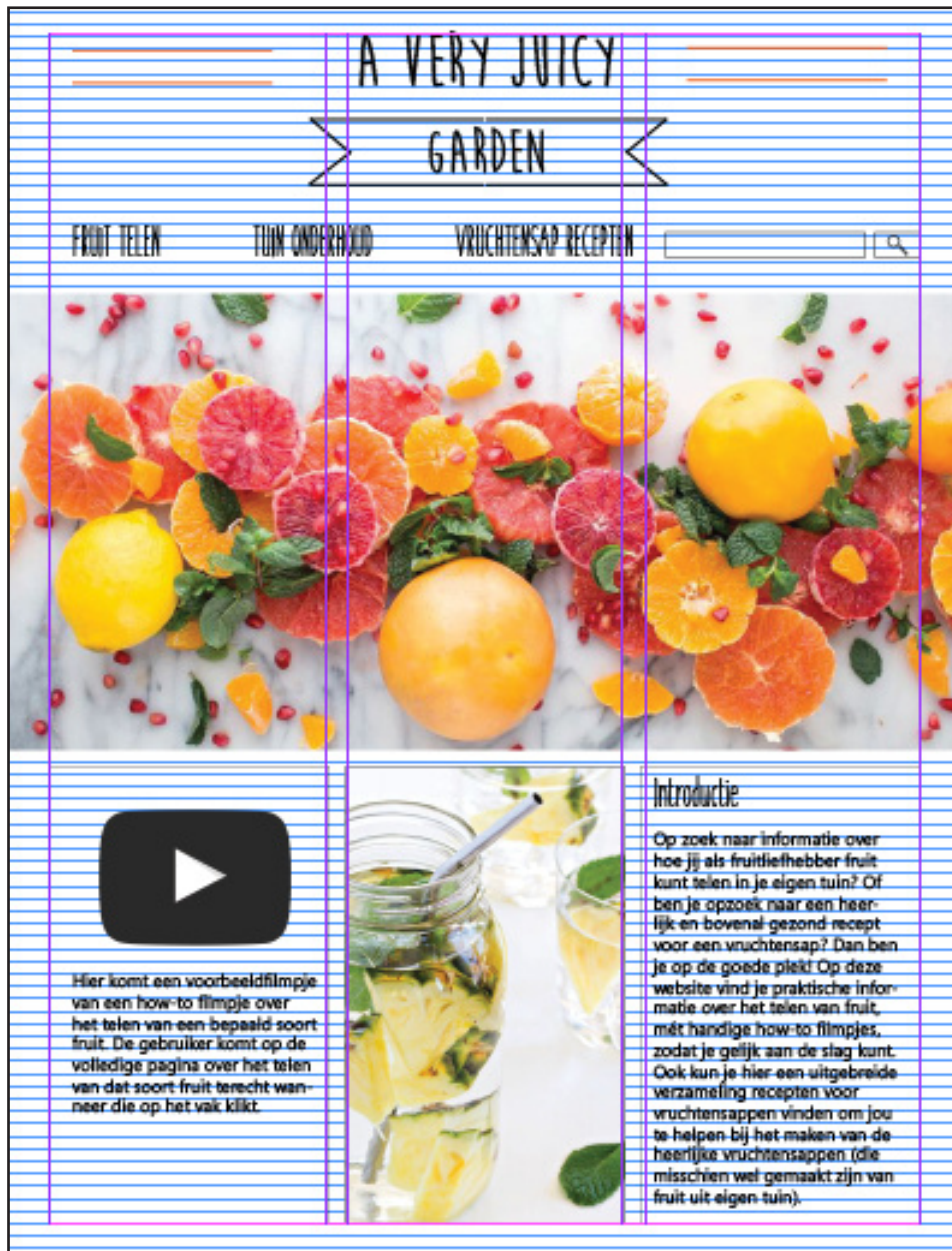 A VERY JUICY
GARDEN
FRUIT TELEN
TUIN ONDERHOUD
VRUCHTENSAP RECEPTEN
Hier komt een voorbeeldfilmpje
van een how-to filmpje over
het telen van een bepaald soort
fruit. De gebruiker komt op de
volledige pagina over het telen
van dat soort fruit terecht wan-
neer die op het vak klikt.
Introductie
Op zoek naar informatie over
hoe jij als fruitliefhebber fruit
kunt telen in je eigen tuin? Of
ben je opzoek naar een heer-
lijk en bovenal gezond recept
voor een vruchtensap? Dan ben
je op de goede plek! Op deze
website vind je praktische infor-
matie over het telen van fruit,
mét handige how-to filmpjes,
zodat je gelijk aan de slag kunt.
Ook kun je hier een uitgebreide
verzameling recepten voor
vruchtensappen vinden om jou
te helpen bij het maken van de
heerlijke vruchtensappen (die
misschien wel gemaakt zijn van
fruit uit eigen tuin).